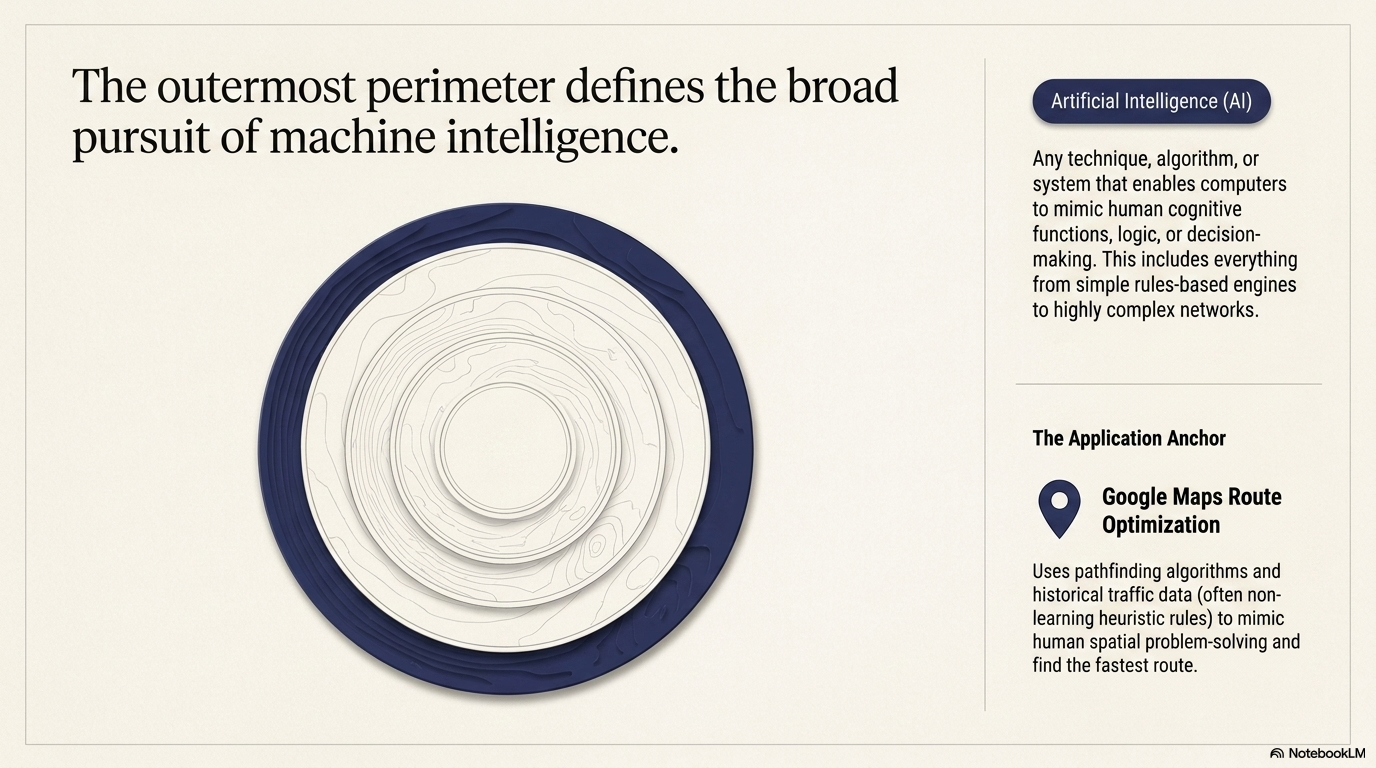 The outermost perimeter defines the broad
pursuit of machine intelligence.
Artificial Intelligence (AI)
Any technique, algorithm, or
system that enables computers
to mimic human cognitive
functions, logic, or decision-
making. This includes everything
from simple rules-based engines
to highly complex networks.
The Application Anchor
Google Maps Route
Optimization
Uses pathfinding algorithms and
historical traffic data (often non-
learning heuristic rules) to mimic
human spatial problem-solving and
find the fastest route.
NotebookLM